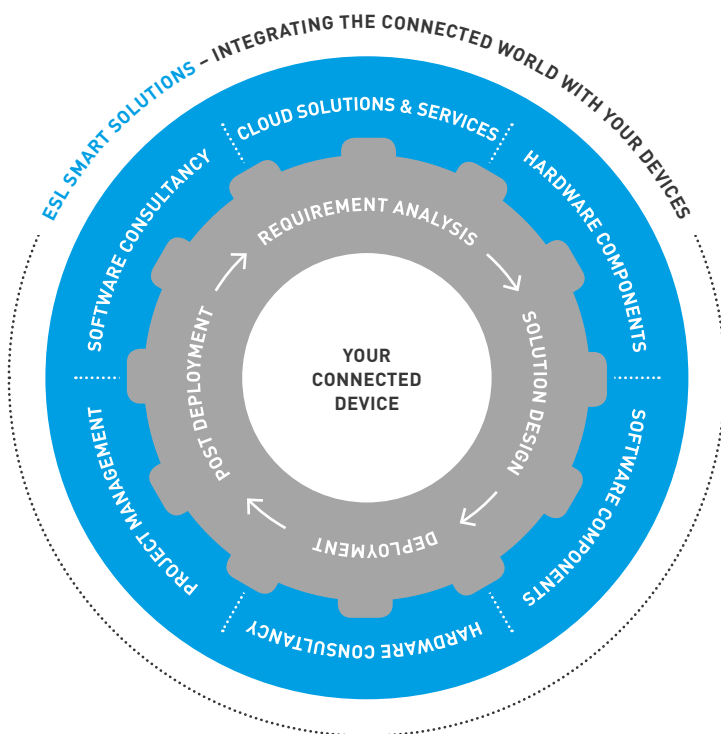 ESL SMART SOLUTIONS – INTEGRATING THE CONNECTED WORLD WITH YOUR DEVICES
CLOUD SOLUTIONS & SERVICES
HARDWARE COMPONENTS
SOFTWARE COMPONENTS
HARDWARE CONSULTANCY
PROJECT MANAGEMENT
SOFTWARE CONSULTANCY
REQUIREMENT ANALYSIS
SOLUTION DESIGN
DEPLOYMENT
POST DEPLOYMENT
YOUR
CONNECTED
DEVICE